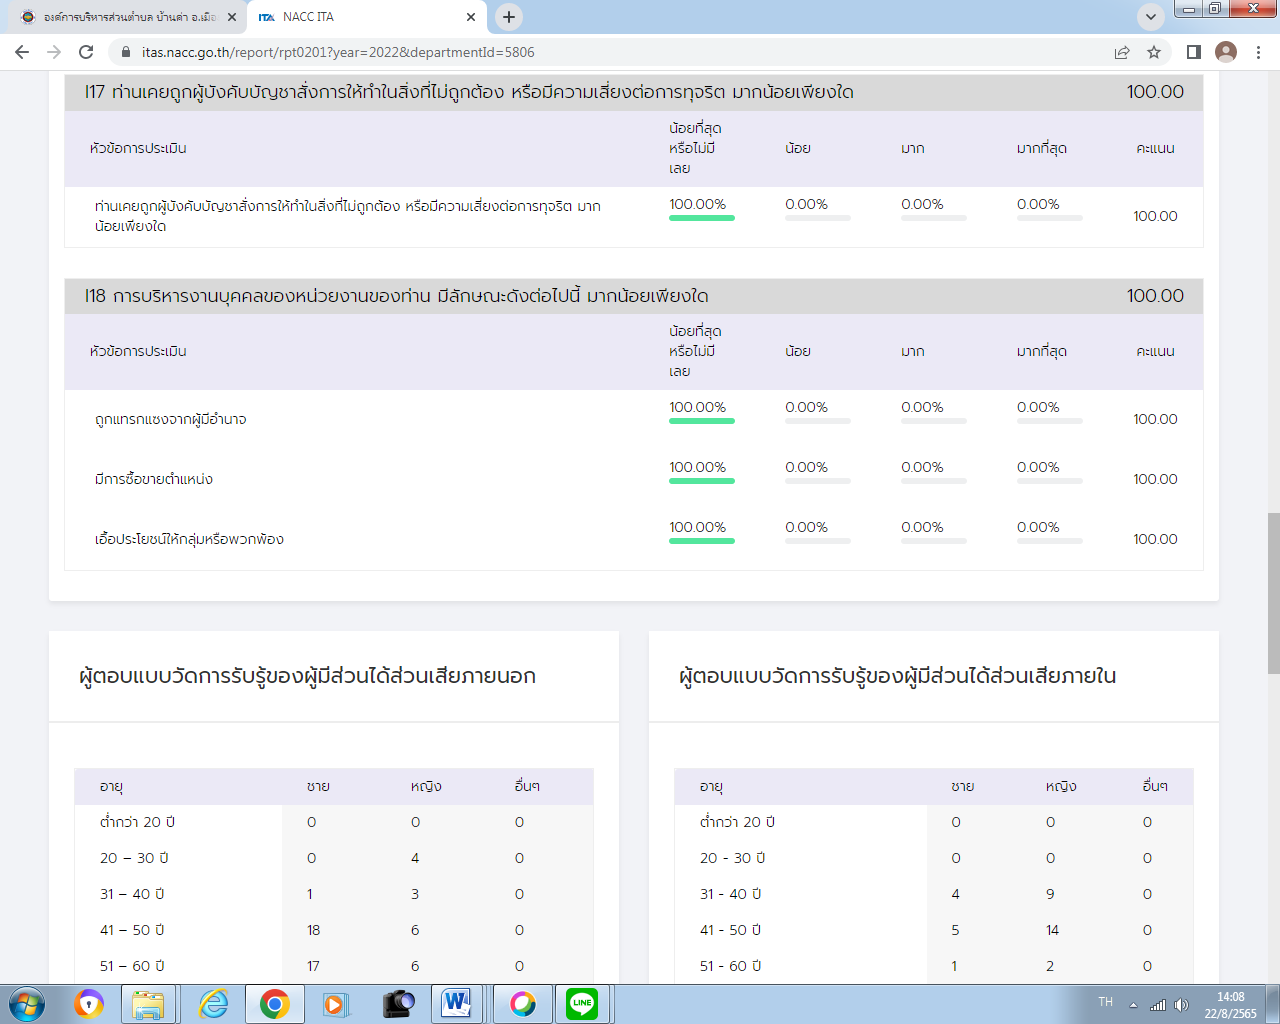 องค์การบริหารส่วนตำบล บ้านค่า อ.เมือง
NACC ITA
itas.nacc.go.th/report/rpt0201?year=2022&departmentId=5806
I17 ท่านเคยถูกผู้บังคับบัญชาสั่งการให้ทำในสิ่งที่ไม่ถูกต้อง หรือมีความเสี่ยงต่อการทุจริต มากน้อยเพียงใด 100.00
หัวข้อการประเมิน น้อยที่สุด หรือไม่มี เลย น้อย มาก มากที่สุด คะแนน
ท่านเคยถูกผู้บังคับบัญชาสั่งการให้ทำในสิ่งที่ไม่ถูกต้อง หรือมีความเสี่ยงต่อการทุจริต มาก
น้อยเพียงใด 100.00% 0.00% 0.00% 0.00% 100.00
I18 การบริหารงานบุคคลของหน่วยงานของท่าน มีลักษณะดังต่อไปนี้ มากน้อยเพียงใด 100.00
หัวข้อการประเมิน น้อยที่สุด หรือไม่มี เลย น้อย มาก มากที่สุด คะแนน
ถูกแทรกแซงจากผู้มีอำนาจ 100.00% 0.00% 0.00% 0.00% 100.00
มีการซื้อขายตำแหน่ง 100.00% 0.00% 0.00% 0.00% 100.00
เอื้อประโยชน์ให้กลุ่มหรือพวกพ้อง 100.00% 0.00% 0.00% 0.00% 100.00
ผู้ตอบแบบวัดการรับรู้ของผู้มีส่วนได้ส่วนเสียภายนอก
อายุ ชาย หญิง อื่นๆ
ต่ำกว่า 20 ปี 0 0 0
20 – 30 ปี 0 4 0
31 – 40 ปี 1 3 0
41 – 50 ปี 18 6 0
51 – 60 ปี 17 6 0
ผู้ตอบแบบวัดการรับรู้ของผู้มีส่วนได้ส่วนเสียภายใน
อายุ ชาย หญิง อื่นๆ
ต่ำกว่า 20 ปี 0 0 0
20 - 30 ปี 0 0 0
31 - 40 ปี 4 9 0
41 - 50 ปี 5 14 0
51 - 60 ปี 1 2 0
LINE
TH
14:08
22/8/2565